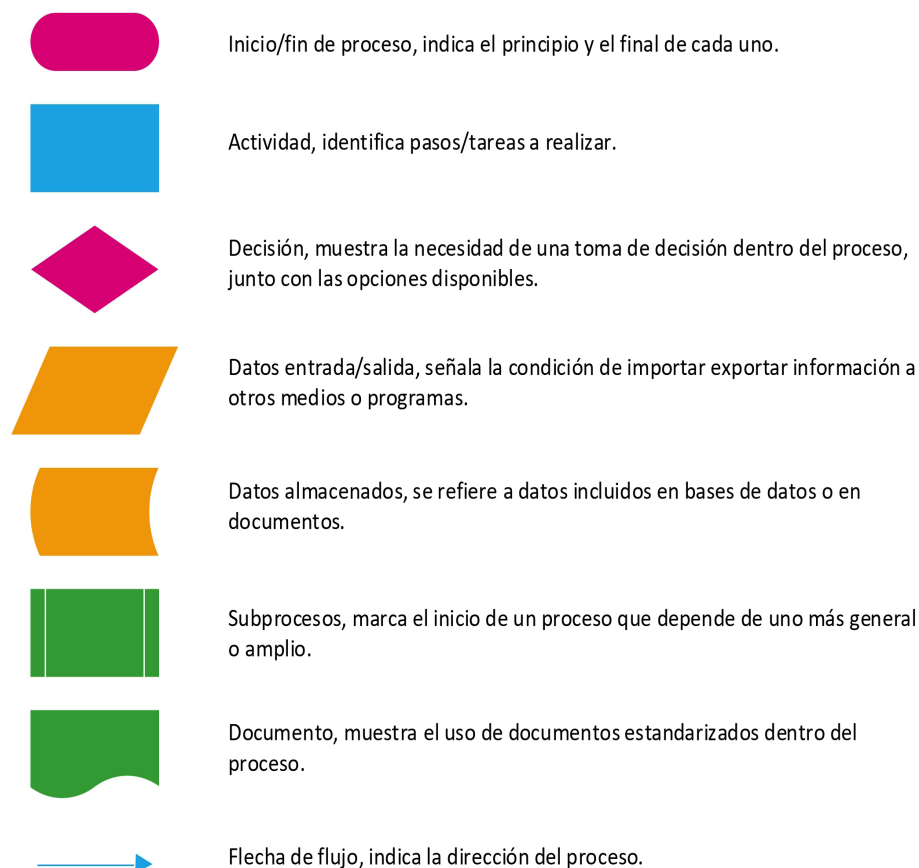 Inicio/fin de proceso, indica el principio y el final de cada uno.
Actividad, identifica pasos/tareas a realizar.
Decisión, muestra la necesidad de una toma de decisión dentro del proceso,
junto con las opciones disponibles.
Datos entrada/salida, señala la condición de importar exportar información a
otros medios o programas.
Datos almacenados, se refiere a datos incluidos en bases de datos o en
documentos.
Subprocesos, marca el inicio de un proceso que depende de uno más general
o amplio.
Documento, muestra el uso de documentos estandarizados dentro del
proceso.
Flecha de flujo, indica la dirección del proceso.